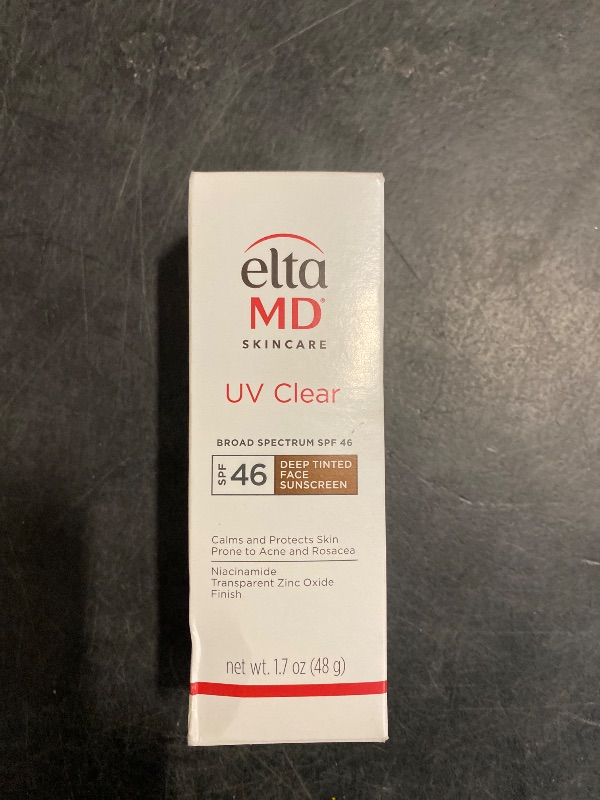 elta
MD®
SKINCARE
UV Clear
BROAD SPECTRUM SPF 46
SPF 46 DEEP TINTED
FACE
SUNSCREEN
Calms and Protects Skin
Prone to Acne and Rosacea
Niacinamide
Transparent Zinc Oxide
Finish
net wt. 1.7 oz (48 g)